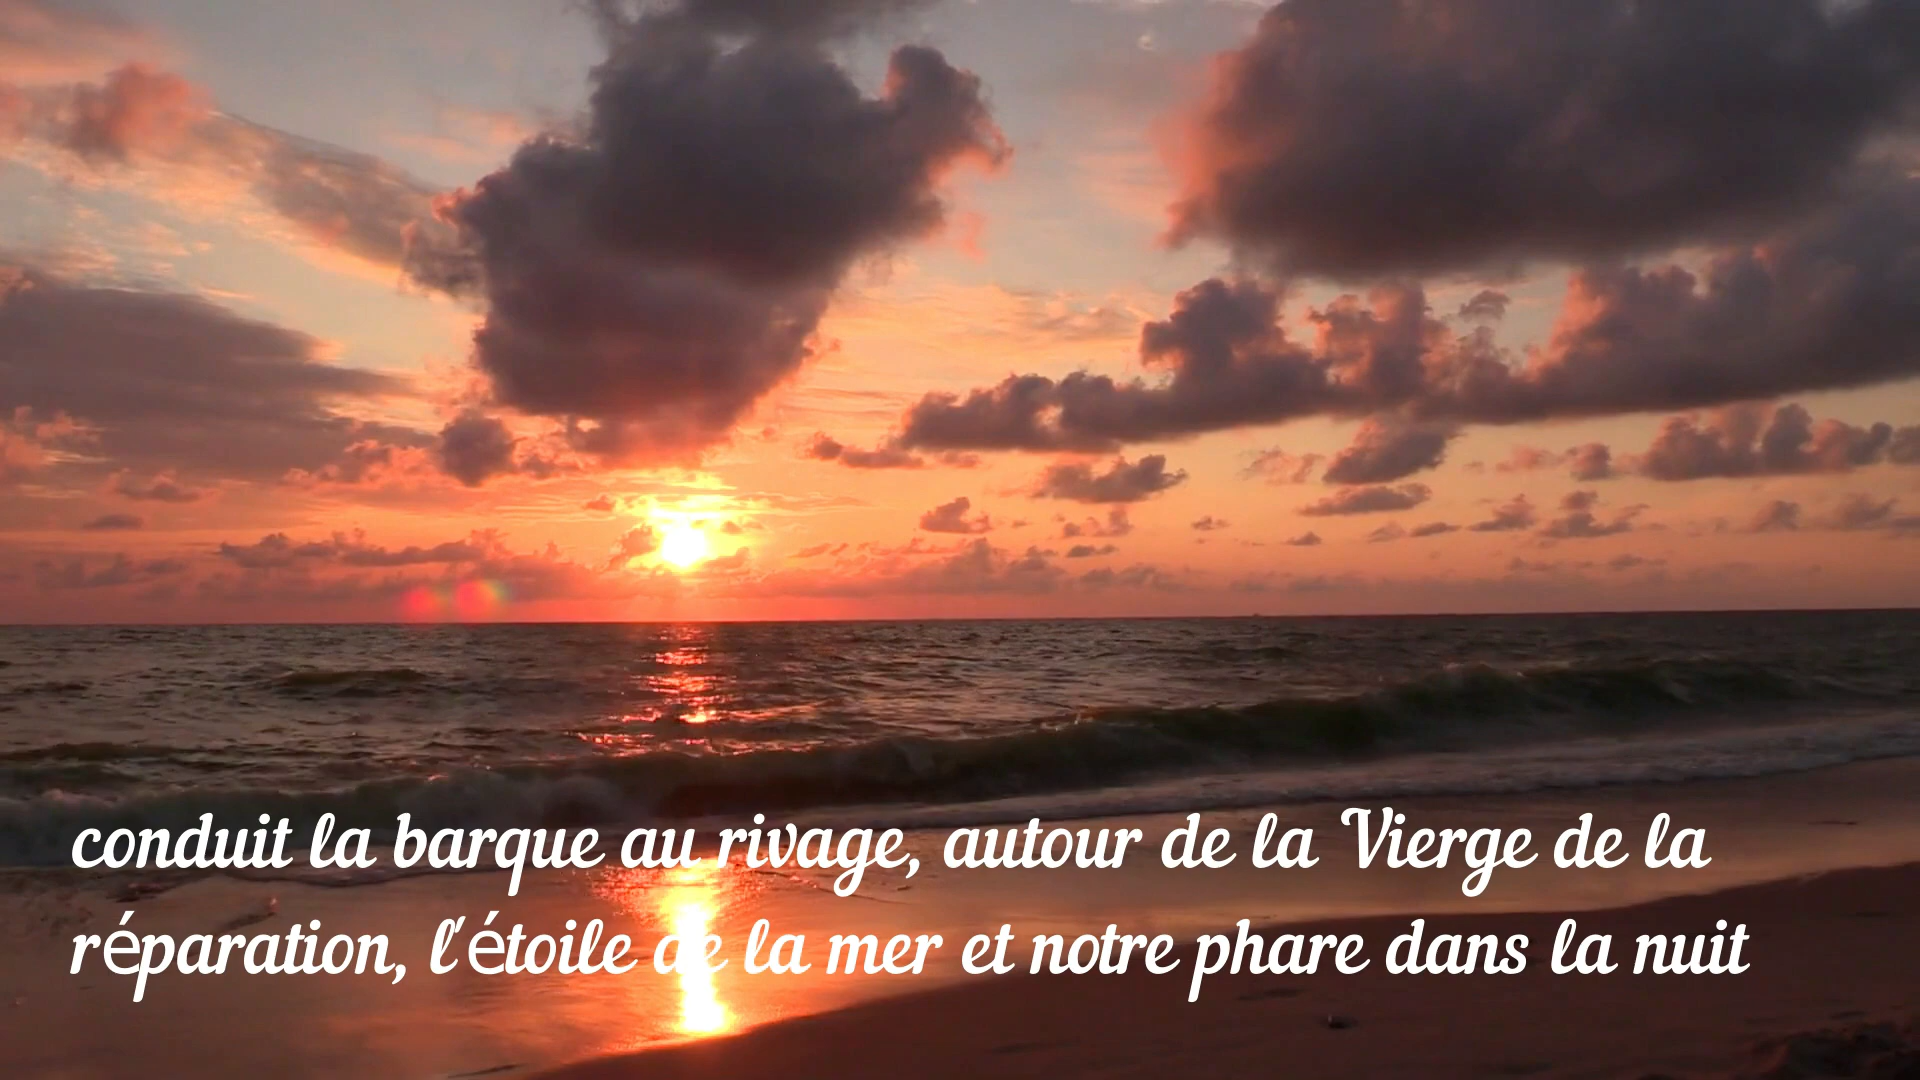 conduit la barque au rivage, autour de la Vierge de la
réparation, l'étoile de la mer et notre phare dans la nuit